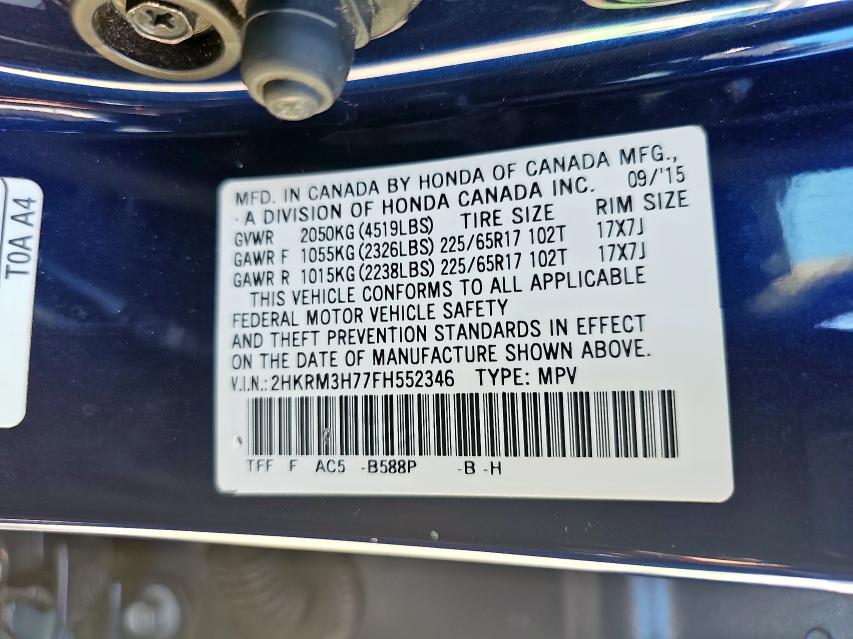 MFD. IN CANADA BY HONDA OF CANADA MFG.,
A DIVISION OF HONDA CANADA INC. 09/'15
GVWR 2050KG (4519LBS) TIRE SIZE RIM SIZE
GAWR F 1055KG (2326LBS) 225/65R17 102T 17X7J
GAWR R 1015KG (2238LBS) 225/65R17 102T 17X7J
THIS VEHICLE CONFORMS TO ALL APPLICABLE
FEDERAL MOTOR VEHICLE SAFETY
AND THEFT PREVENTION STANDARDS IN EFFECT
ON THE DATE OF MANUFACTURE SHOWN ABOVE.
V.I.N.: 2HKRM3H77FH552346 TYPE: MPV
TFF F AC5 -B588P -B -H
T0A A4